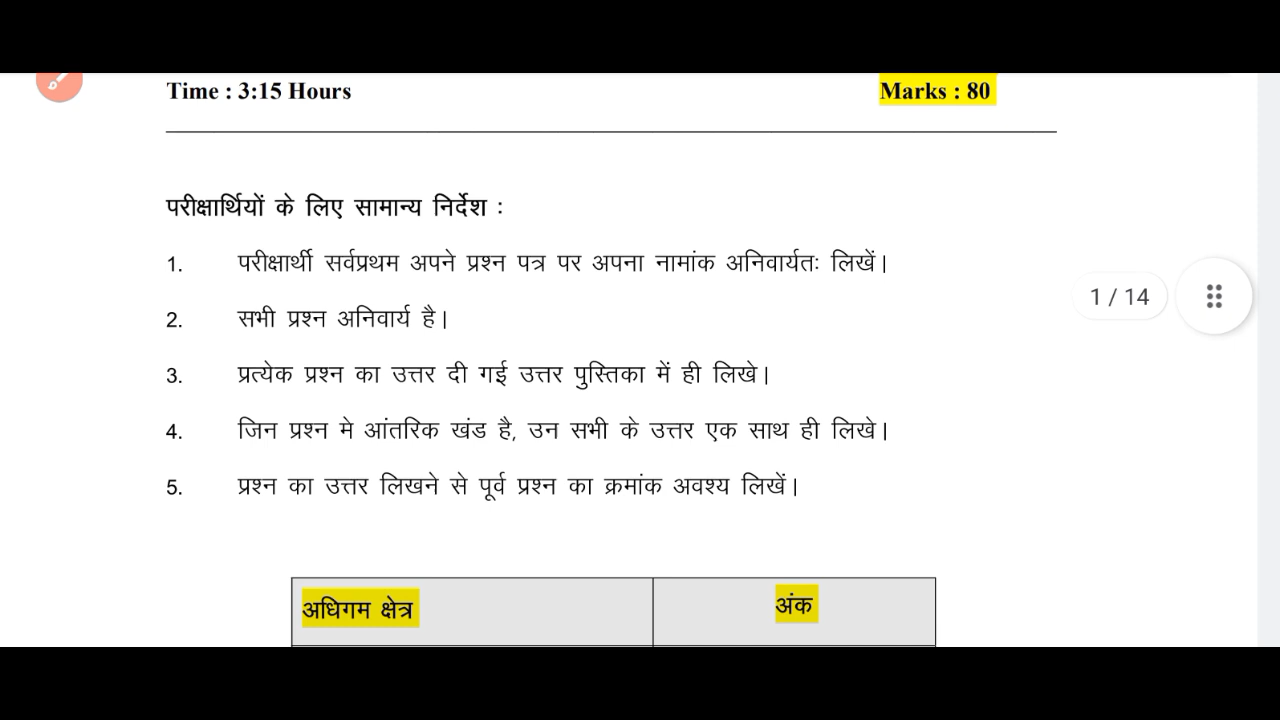 Time : 3:15 Hours Marks : 80
परीक्षार्थियों के लिए सामान्य निर्देश :
1. परीक्षार्थी सर्वप्रथम अपने प्रश्न पत्र पर अपना नामांक अनिवार्यतः लिखें।
2. सभी प्रश्न अनिवार्य है।
3. प्रत्येक प्रश्न का उत्तर दी गई उत्तर पुस्तिका में ही लिखे।
4. जिन प्रश्न मे आंतरिक खंड है, उन सभी के उत्तर एक साथ ही लिखे।
5. प्रश्न का उत्तर लिखने से पूर्व प्रश्न का क्रमांक अवश्य लिखें।
1 / 14
अधिगम क्षेत्र अंक